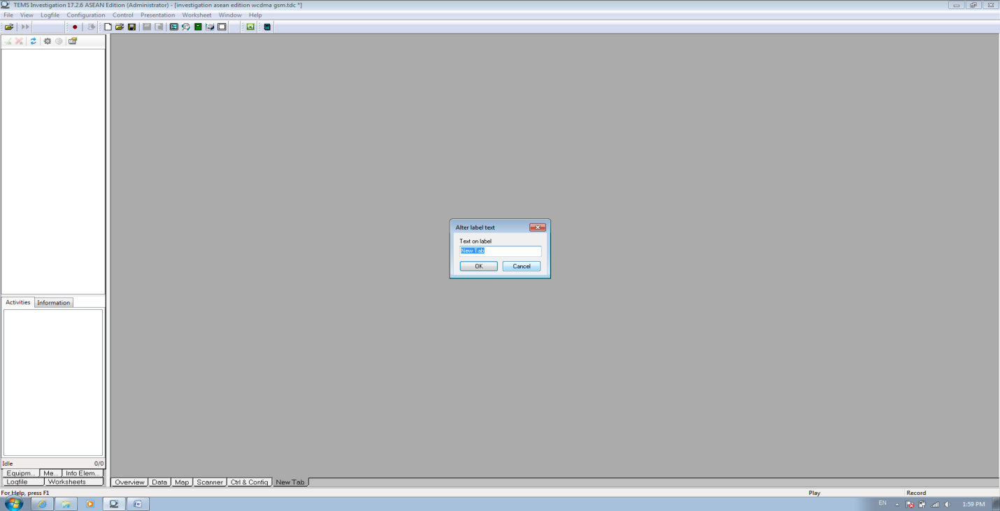 TEMS Investigation 17.2.6 ASEAN Edition (Administrator) - [investigation asean edition wcdma gsm.tdc *]
File View Logfile Configuration Control Presentation Worksheet Window Help
Alter label text
Text on label
New Tab
OK Cancel
Activities Information
Idle 0/0
Equipm... Me... Info Elem...
Logfile Worksheets
Overview Data Map Scanner Ctrl & Config New Tab
For Help, press F1 Play Record
EN 1:59 PM